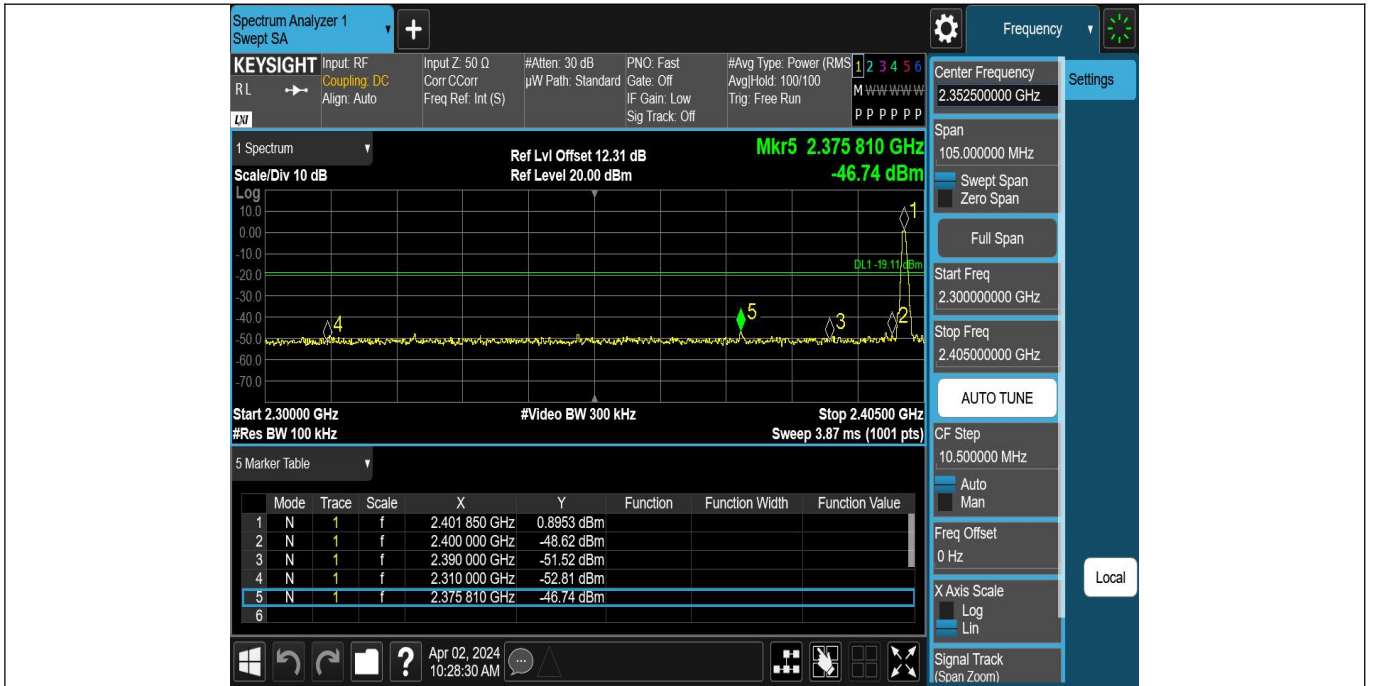 Spectrum Analyzer 1
Swept SA
Frequency
KEYSIGHT
RL
LXI
Input: RF
Coupling: DC
Align: Auto
Input Z: 50 Ω
Corr CCorr
Freq Ref: Int (S)
#Atten: 30 dB
µW Path: Standard
PNO: Fast
Gate: Off
IF Gain: Low
Sig Track: Off
#Avg Type: Power (RMS
Avg|Hold: 100/100
Trig: Free Run
1 2 3 4 5 6
M W W W W W
P P P P P P
1 Spectrum
Scale/Div 10 dB
Ref Lvl Offset 12.31 dB
Ref Level 20.00 dBm
Mkr5 2.375 810 GHz
-46.74 dBm
Log
10.0
0.00
-10.0
-20.0
-30.0
-40.0
-50.0
-60.0
-70.0
DL1 -19.11 dBm
1
2
3
4
5
Start 2.30000 GHz
#Video BW 300 kHz
Stop 2.40500 GHz
#Res BW 100 kHz
Sweep 3.87 ms (1001 pts)
5 Marker Table
Mode Trace Scale X Y Function Function Width Function Value
1 N 1 f 2.401 850 GHz 0.8953 dBm
2 N 1 f 2.400 000 GHz -48.62 dBm
3 N 1 f 2.390 000 GHz -51.52 dBm
4 N 1 f 2.310 000 GHz -52.81 dBm
5 N 1 f 2.375 810 GHz -46.74 dBm
6
Apr 02, 2024
10:28:30 AM
Center Frequency
2.352500000 GHz
Settings
Span
105.000000 MHz
Swept Span
Zero Span
Full Span
Start Freq
2.300000000 GHz
Stop Freq
2.405000000 GHz
AUTO TUNE
CF Step
10.500000 MHz
Auto
Man
Freq Offset
0 Hz
Local
X Axis Scale
Log
Lin
Signal Track
(Span Zoom)